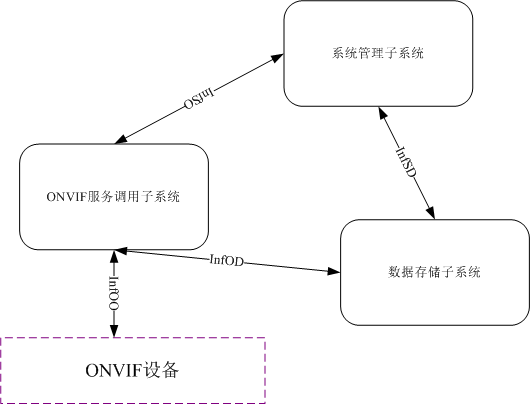 系统管理子系统
InfSO
InfSD
ONVIF服务调用子系统
InfOD
数据存储子系统
InfOO
ONVIF设备